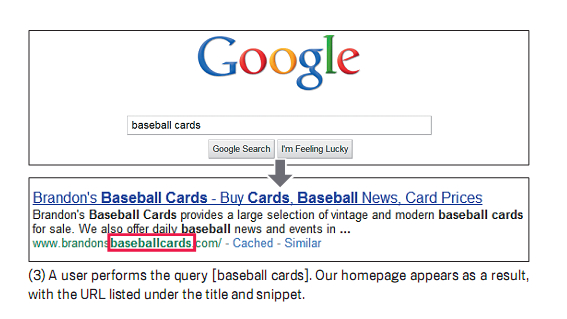 Google
baseball cards
Google Search I'm Feeling Lucky
Brandon's Baseball Cards - Buy Cards, Baseball News, Card Prices
Brandon's Baseball Cards provides a large selection of vintage and modern baseball cards
for sale. We also offer daily baseball news and events in ...
www.brandonsbaseballcards.com/ - Cached - Similar
(3) A user performs the query [baseball cards]. Our homepage appears as a result,
with the URL listed under the title and snippet.